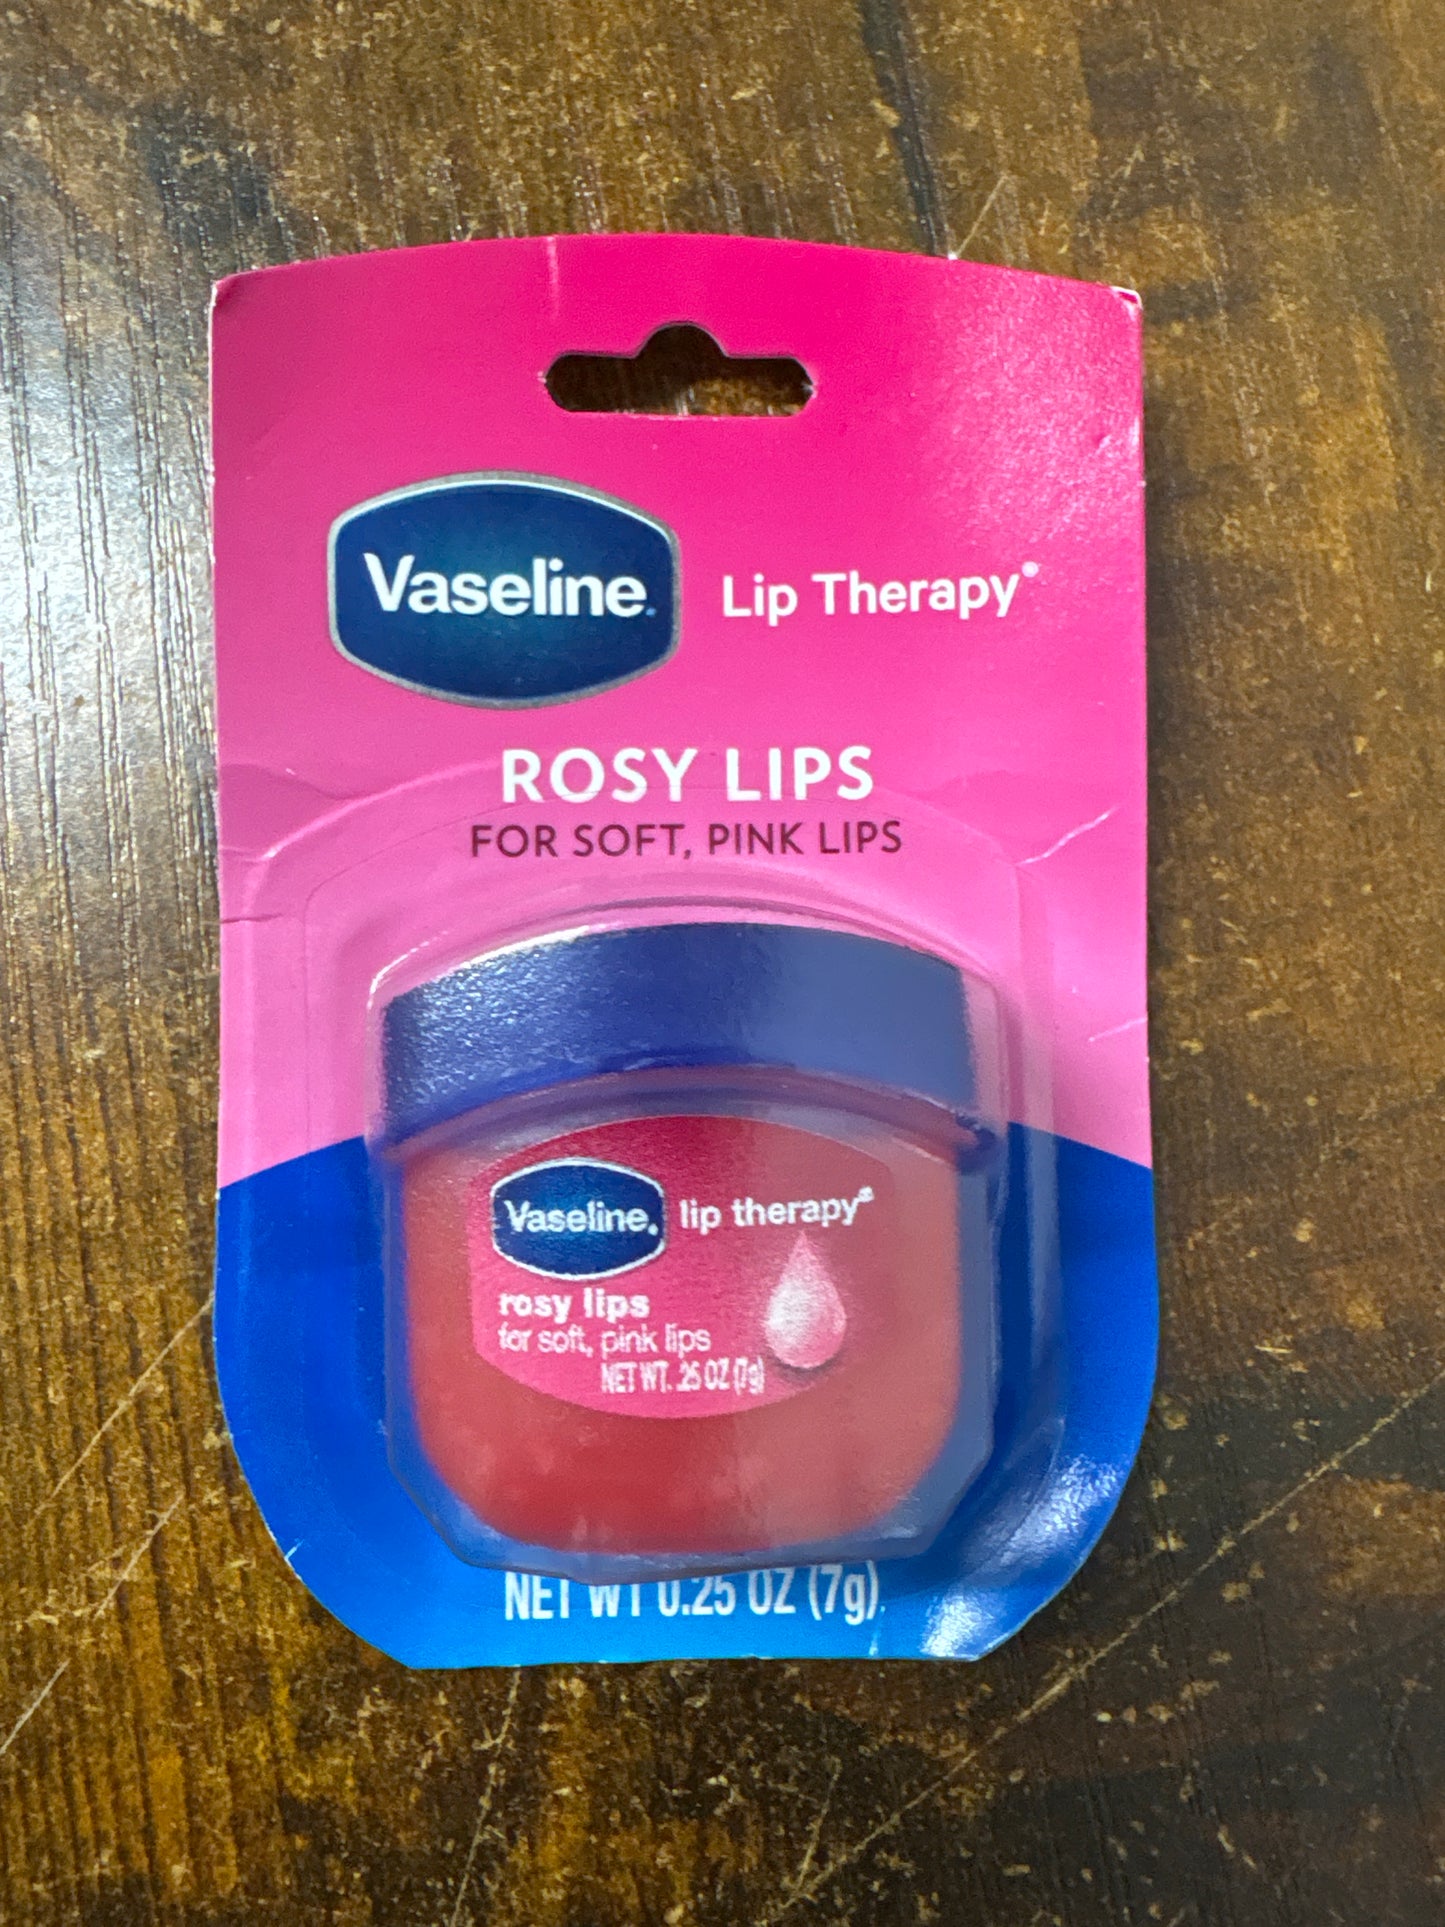 Vaseline. Lip Therapy®
ROSY LIPS
FOR SOFT, PINK LIPS
Vaseline. lip therapy®
rosy lips
for soft, pink lips
NET WT. .25 OZ (7g)
NET WT 0.25 OZ (7g)